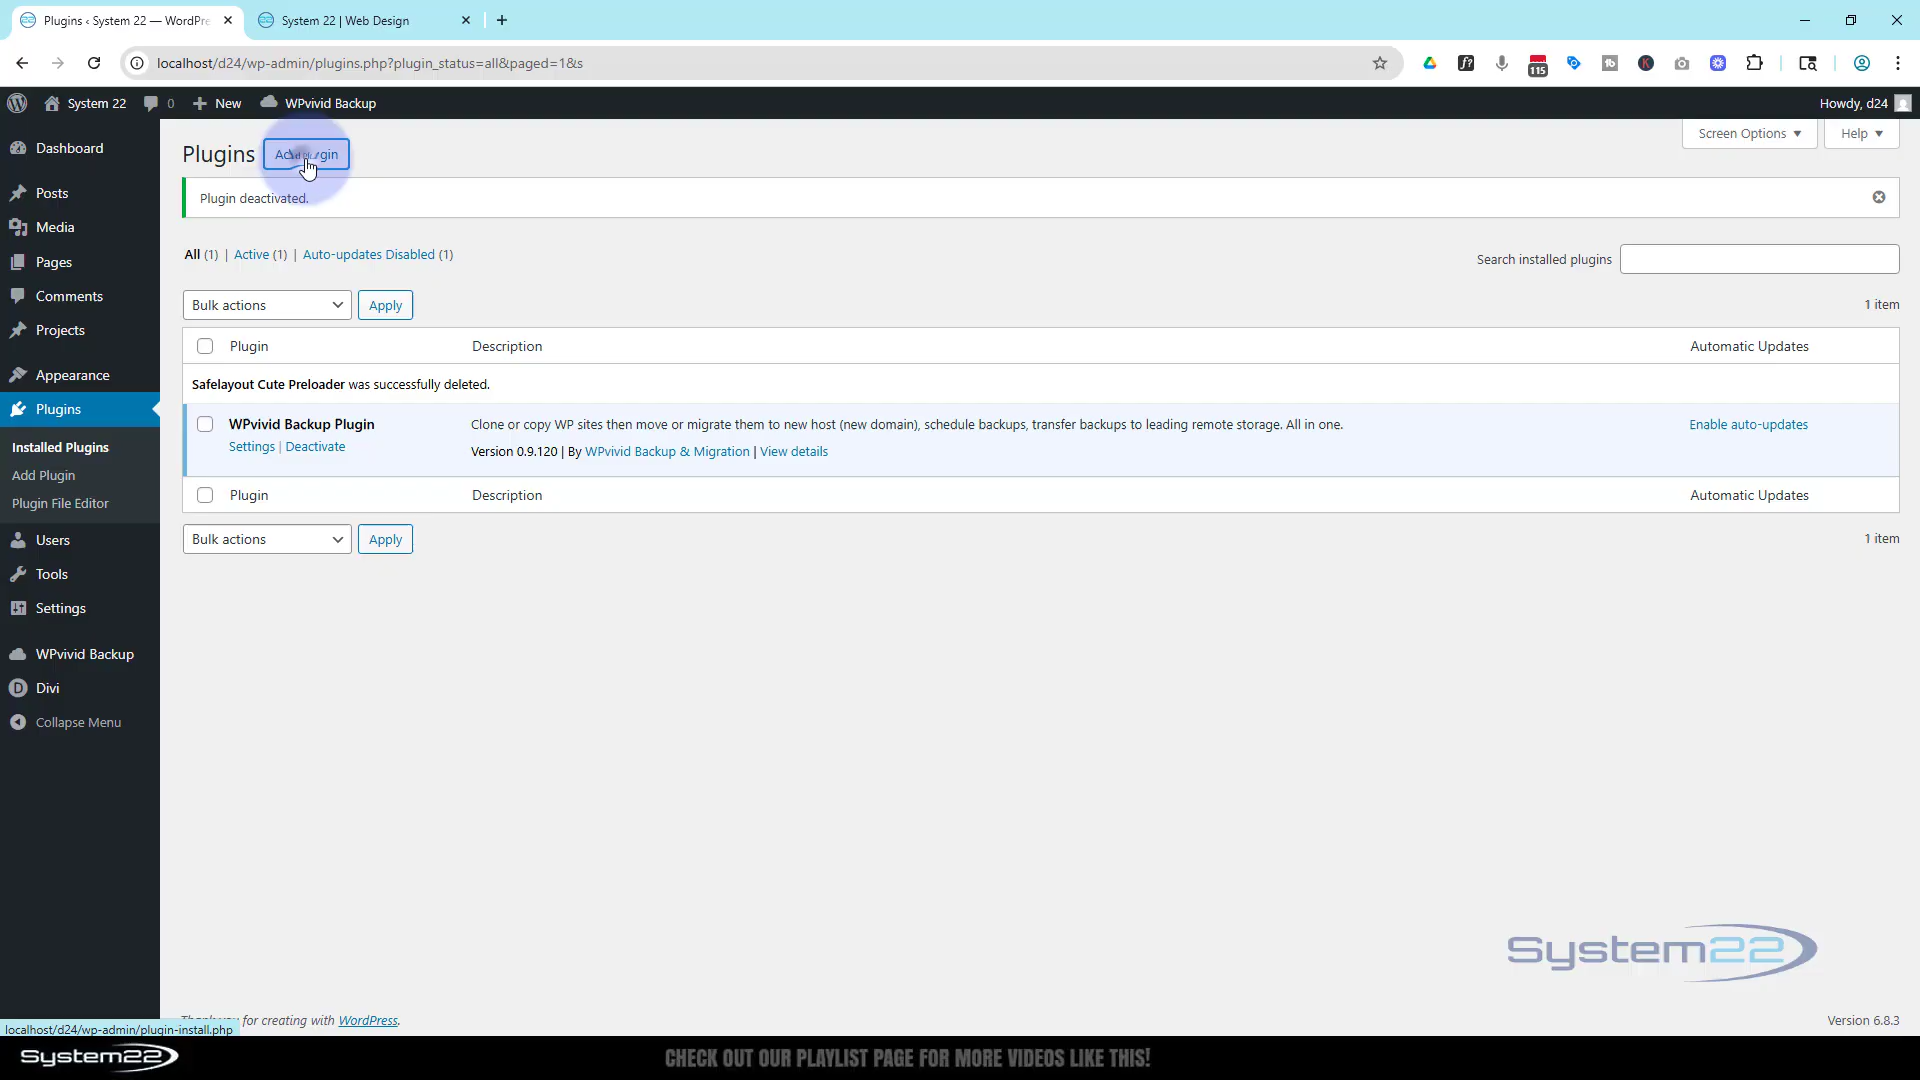 Plugins ‹ System 22 — WordPre
System 22 | Web Design
localhost/d24/wp-admin/plugins.php?plugin_status=all&paged=1&s
115
System 22
0
New
WPvivid Backup
Howdy, d24
Dashboard
Posts
Media
Pages
Comments
Projects
Appearance
Plugins
Installed Plugins
Add Plugin
Plugin File Editor
Users
Tools
Settings
WPvivid Backup
Divi
Collapse Menu
Screen Options
Help
Plugins
Plugin deactivated.
All (1) | Active (1) | Auto-updates Disabled (1)
Search installed plugins
Bulk actions
Apply
1 item
Plugin Description Automatic Updates
Safelayout Cute Preloader was successfully deleted.
WPvivid Backup Plugin
Settings | Deactivate
Clone or copy WP sites then move or migrate them to new host (new domain), schedule backups, transfer backups to leading remote storage. All in one.
Version 0.9.120 | By WPvivid Backup & Migration | View details
Enable auto-updates
Plugin Description Automatic Updates
Bulk actions
Apply
1 item
System22
for creating with WordPress.
Version 6.8.3
localhost/d24/wp-admin/plugin-install.php
System22
CHECK OUT OUR PLAYLIST PAGE FOR MORE VIDEOS LIKE THIS!